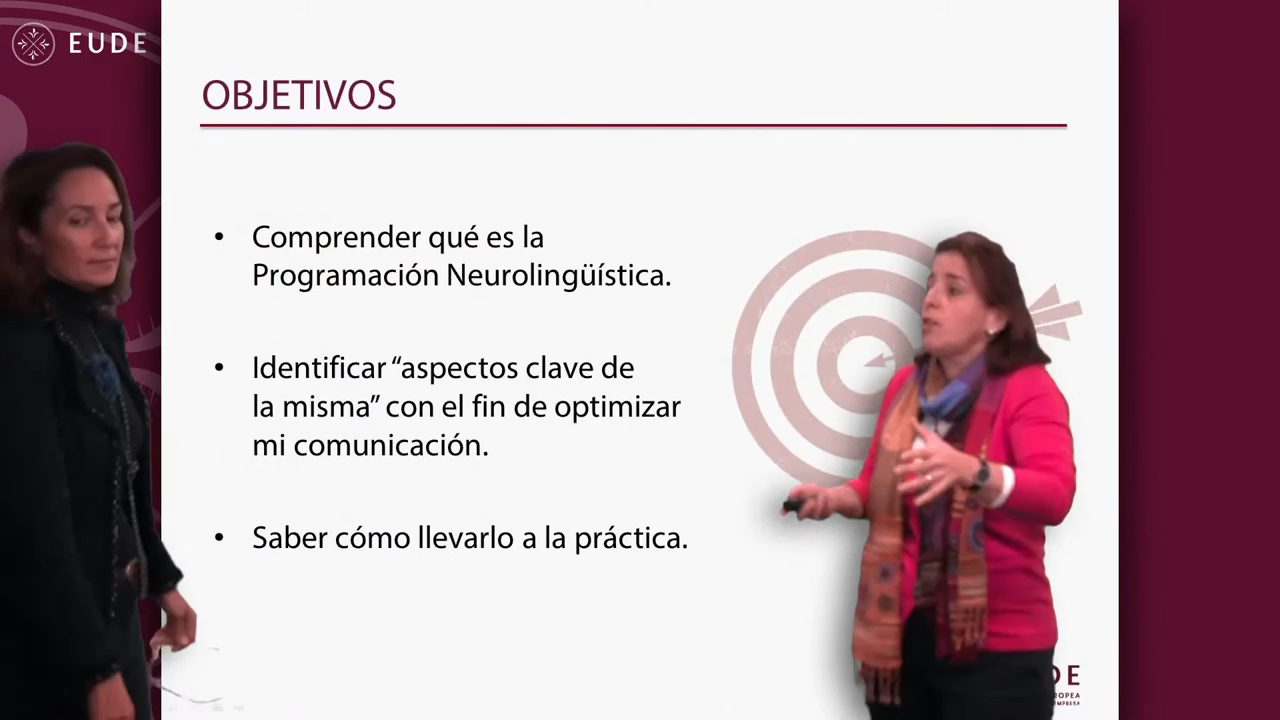 EUDE
OBJETIVOS
• Comprender qué es la
Programación Neurolingüística.
• Identificar “aspectos clave de
la misma” con el fin de optimizar
mi comunicación.
• Saber cómo llevarlo a la práctica.
DE